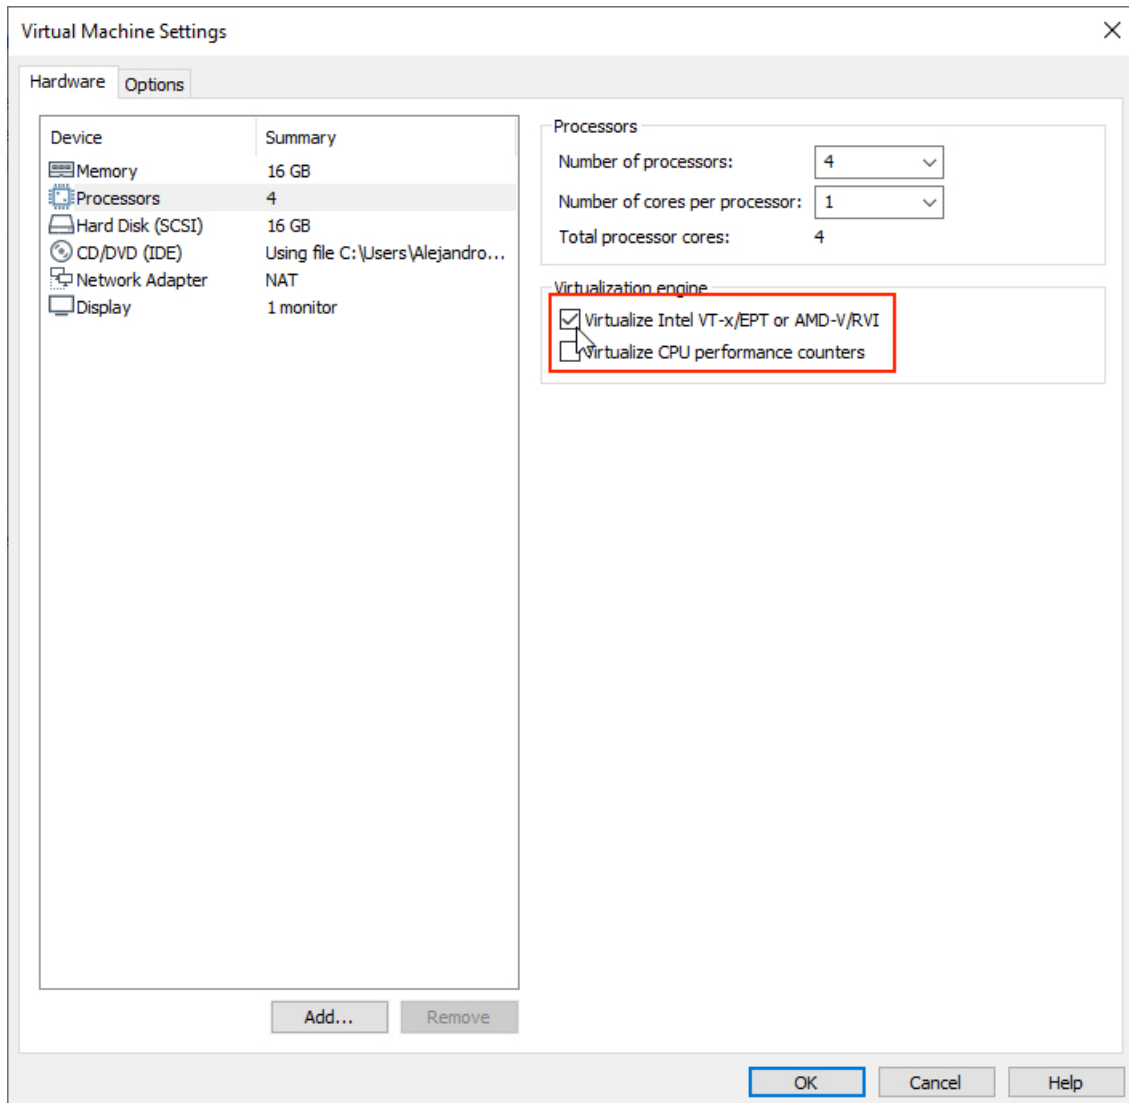 Virtual Machine Settings
Hardware
Options
Device Summary
Memory 16 GB
Processors 4
Hard Disk (SCSI) 16 GB
CD/DVD (IDE) Using file C:\Users\Alejandro...
Network Adapter NAT
Display 1 monitor
Add...
Remove
Processors
Number of processors: 4
Number of cores per processor: 1
Total processor cores: 4
Virtualization engine
Virtualize Intel VT-x/EPT or AMD-V/RVI
Virtualize CPU performance counters
OK
Cancel
Help